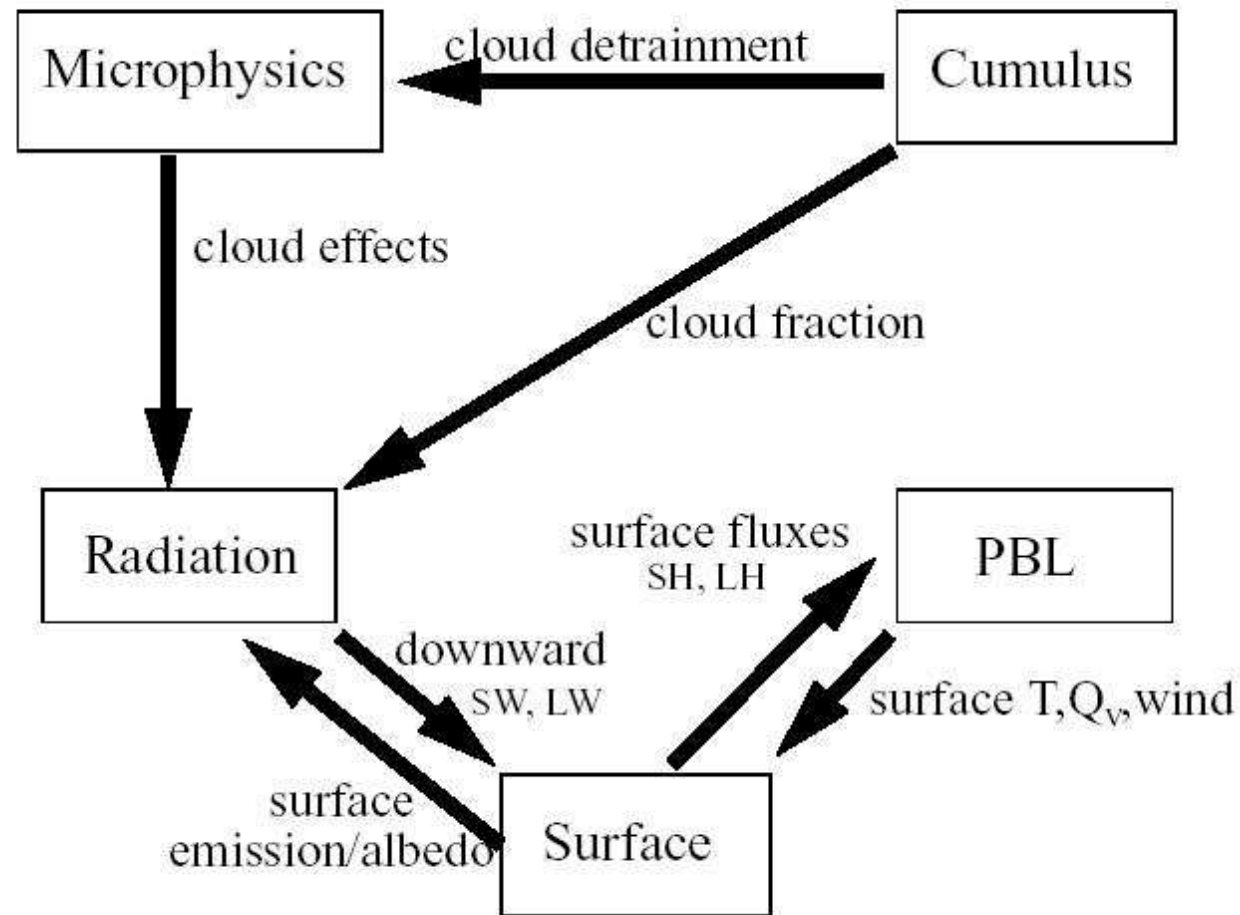 Microphysics
cloud detrainment
Cumulus
cloud effects
cloud fraction
Radiation
surface fluxes
SH, LH
PBL
downward
SW, LW
surface T,Qv,wind
surface
emission/albedo
Surface